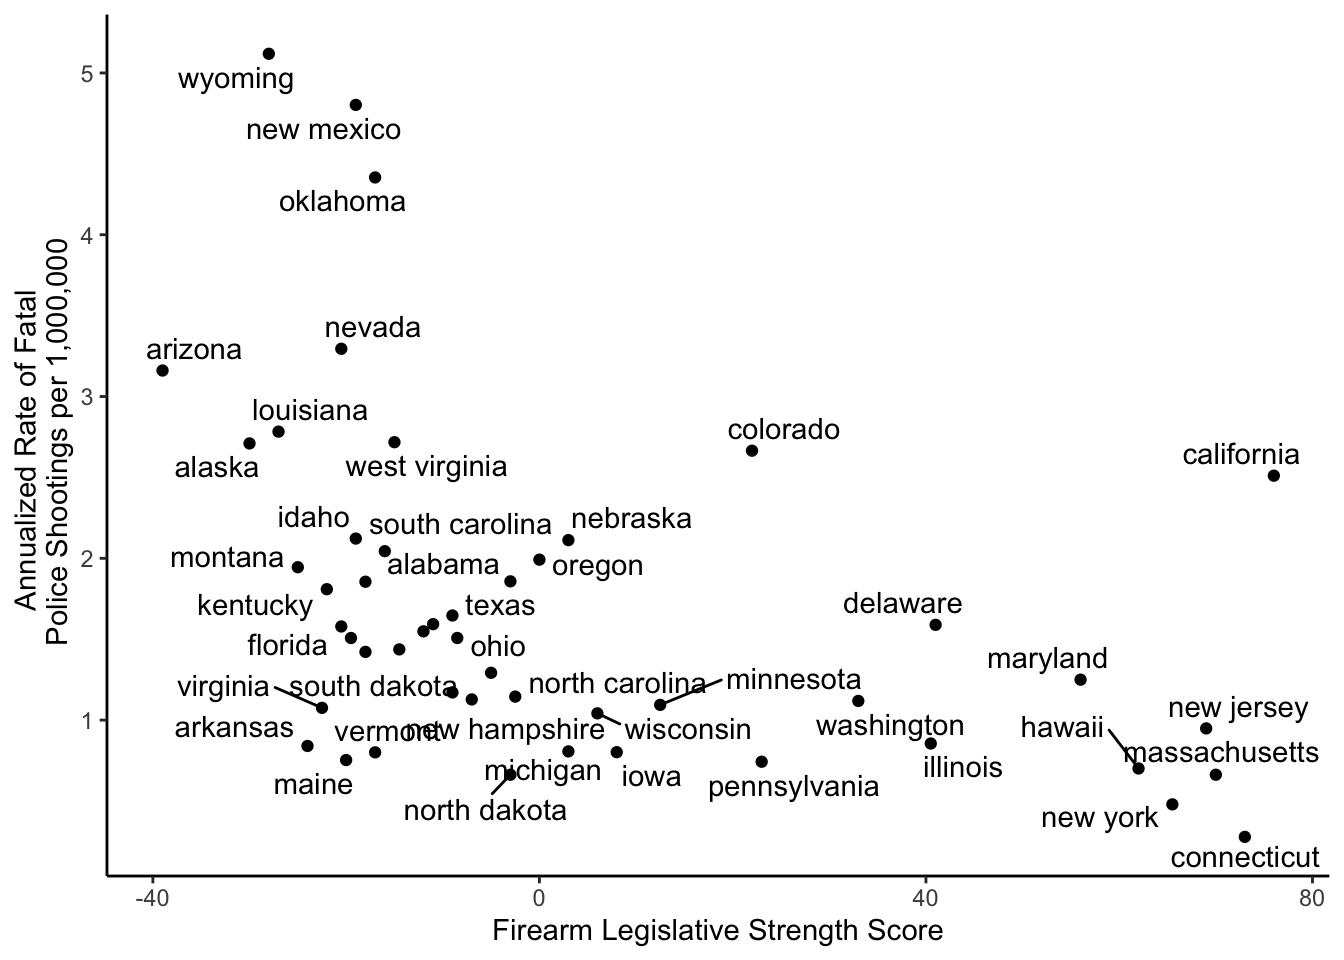 5
wyoming
new mexico
oklahoma
4
nevada
arizona
3
louisiana
colorado
california
alaska
west virginia
idaho
south carolina
nebraska
montana
2
alabama
oregon
kentucky
texas
delaware
florida
ohio
maryland
virginia
south dakota
north carolina
minnesota
new jersey
1
arkansas
vermont
new hampshire
wisconsin
washington
hawaii
massachusetts
maine
michigan
iowa
pennsylvania
illinois
north dakota
new york
connecticut
-40
0
40
80
Firearm Legislative Strength Score
Annualized Rate of Fatal
Police Shootings per 1,000,000